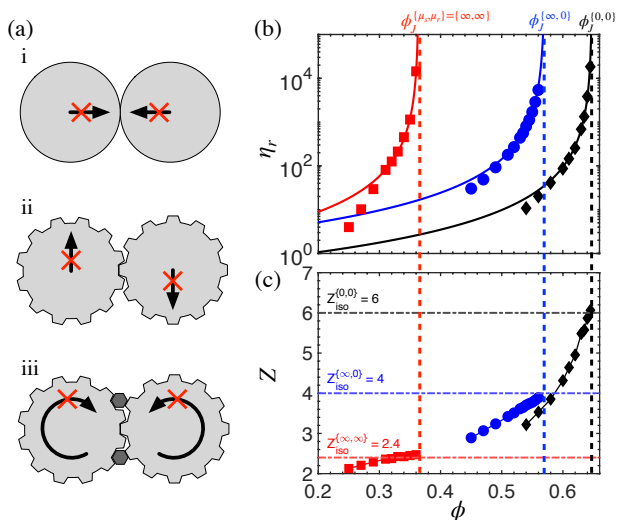 (a)
i
ii
iii
(b)
ϕ_J^{μ_s,μ_r}={∞,∞}
ϕ_J^{∞,0}
ϕ_J^{0,0}
10^4
10^2
10^0
η_r
(c)
7
6
5
4
3
2
Z
Z_iso^{0,0} = 6
Z_iso^{∞,0} = 4
Z_iso^{∞,∞} = 2.4
0.2 0.3 0.4 0.5 0.6
ϕ